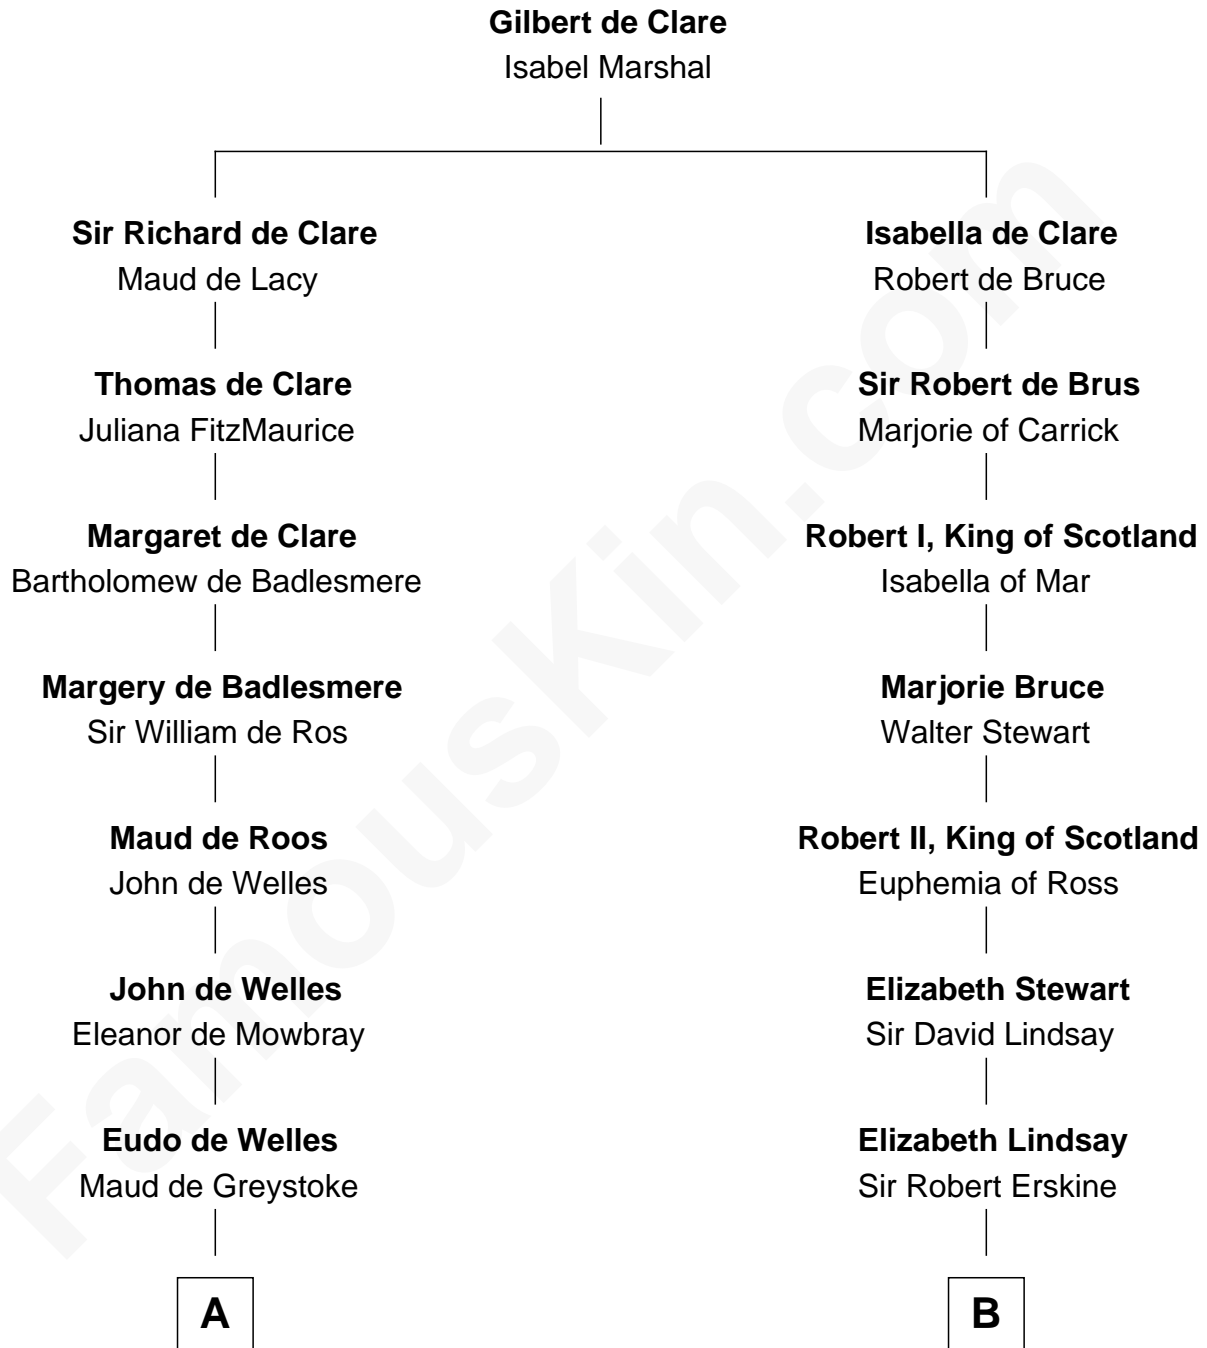 Gilbert de Clare
Isabel Marshal
Sir Richard de Clare
Maud de Lacy
Isabella de Clare
Robert de Bruce
Thomas de Clare
Juliana FitzMaurice
Sir Robert de Brus
Marjorie of Carrick
Margaret de Clare
Bartholomew de Badlesmere
Robert I, King of Scotland
Isabella of Mar
Margery de Badlesmere
Sir William de Ros
Marjorie Bruce
Walter Stewart
Maud de Roos
John de Welles
Robert II, King of Scotland
Euphemia of Ross
John de Welles
Eleanor de Mowbray
Elizabeth Stewart
Sir David Lindsay
Eudo de Welles
Maud de Greystoke
Elizabeth Lindsay
Sir Robert Erskine
A
B
FamousKin.com